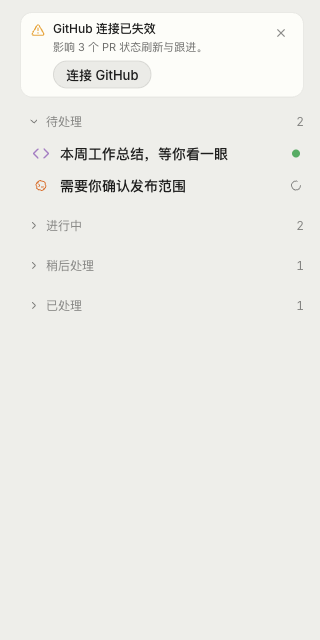 GitHub 连接已失效
影响 3 个 PR 状态刷新与跟进。
连接 GitHub
待处理 2
本周工作总结，等你看一眼
需要你确认发布范围
进行中 2
稍后处理 1
已处理 1